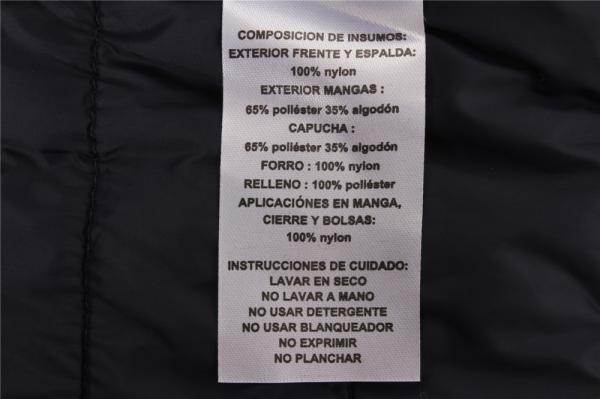 COMPOSICION DE INSUMOS:
EXTERIOR FRENTE Y ESPALDA:
100% nylon
EXTERIOR MANGAS :
65% poliéster 35% algodón
CAPUCHA :
65% poliéster 35% algodón
FORRO : 100% nylon
RELLENO : 100% poliéster
APLICACIÓNES EN MANGA,
CIERRE Y BOLSAS:
100% nylon
INSTRUCCIONES DE CUIDADO:
LAVAR EN SECO
NO LAVAR A MANO
NO USAR DETERGENTE
NO USAR BLANQUEADOR
NO EXPRIMIR
NO PLANCHAR